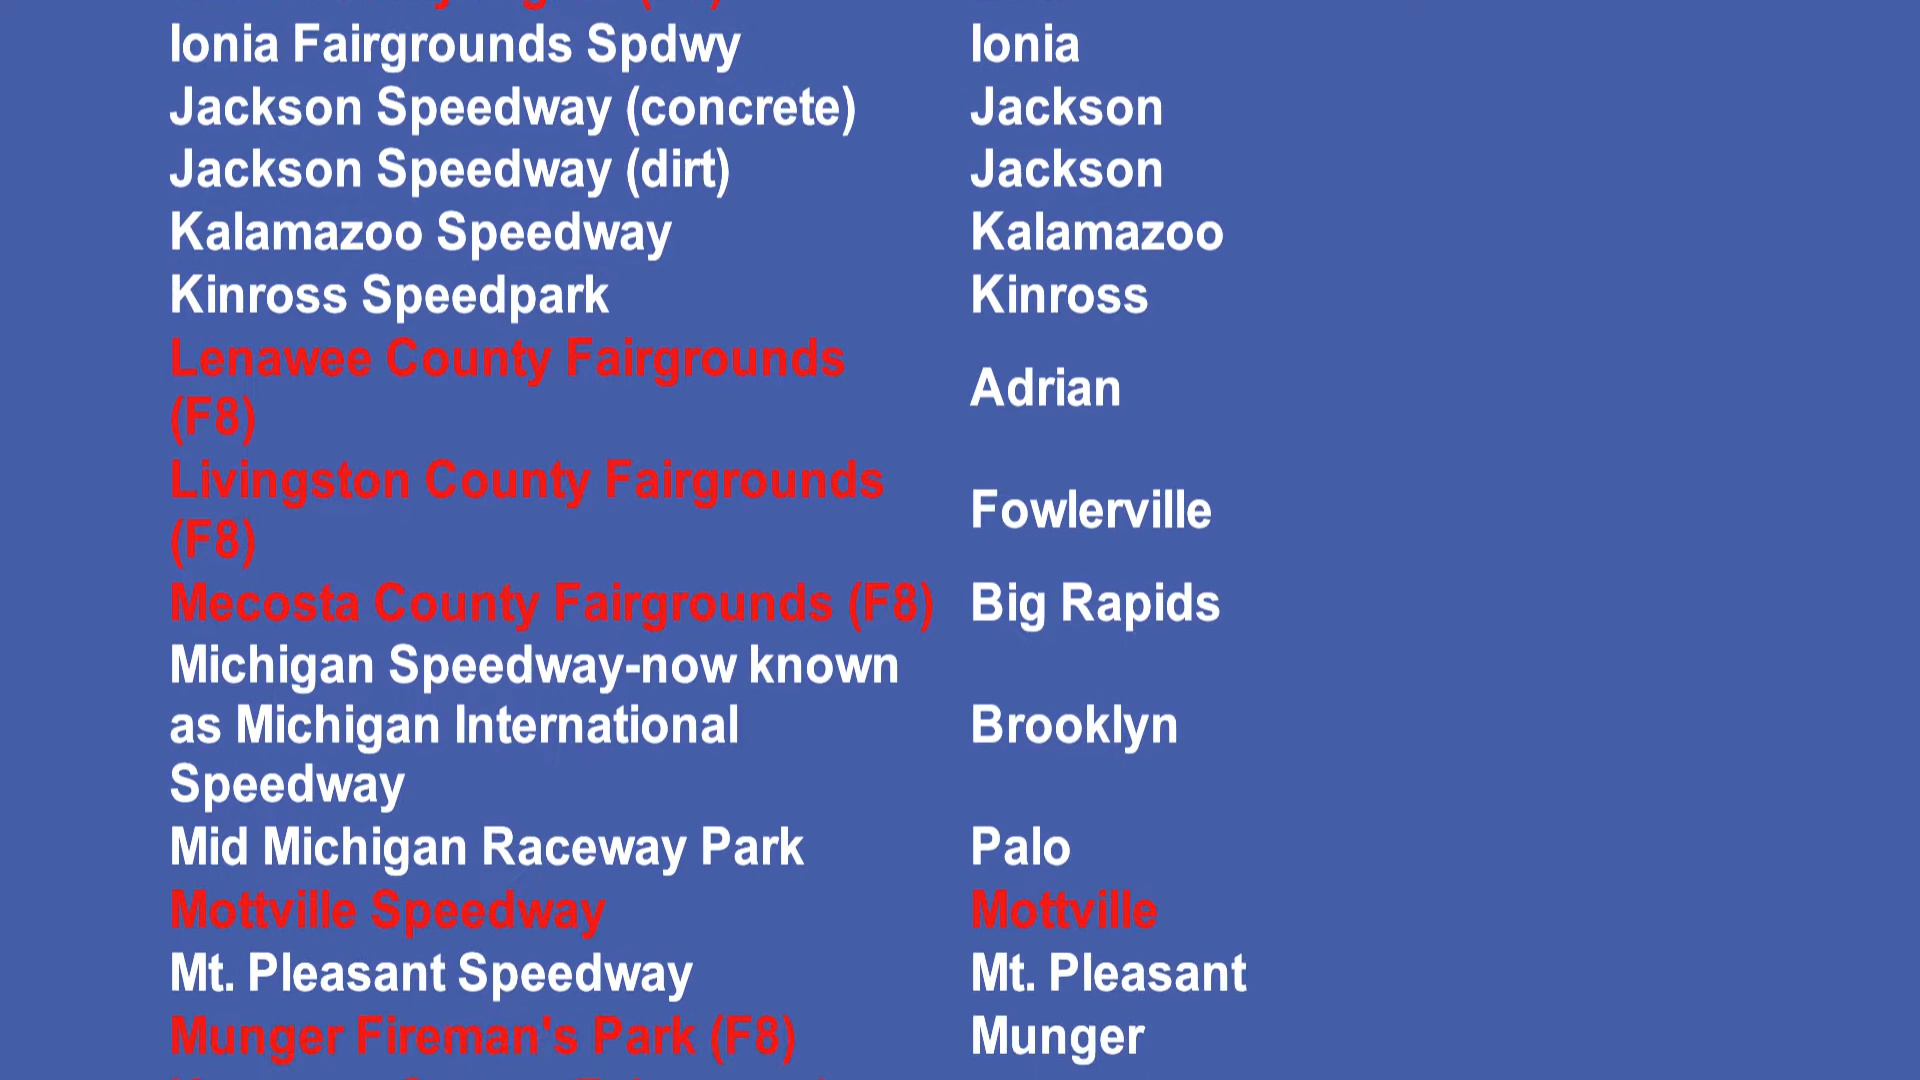 Ionia Fairgrounds Spdwy Ionia
Jackson Speedway (concrete) Jackson
Jackson Speedway (dirt) Jackson
Kalamazoo Speedway Kalamazoo
Kinross Speedpark Kinross
Lenawee County Fairgrounds
(F8)
Adrian
Livingston County Fairgrounds
(F8)
Fowlerville
Mecosta County Fairgrounds (F8) Big Rapids
Michigan Speedway-now known
as Michigan International
Speedway
Brooklyn
Mid Michigan Raceway Park Palo
Mottville Speedway Mottville
Mt. Pleasant Speedway Mt. Pleasant
Munger Fireman's Park (F8) Munger